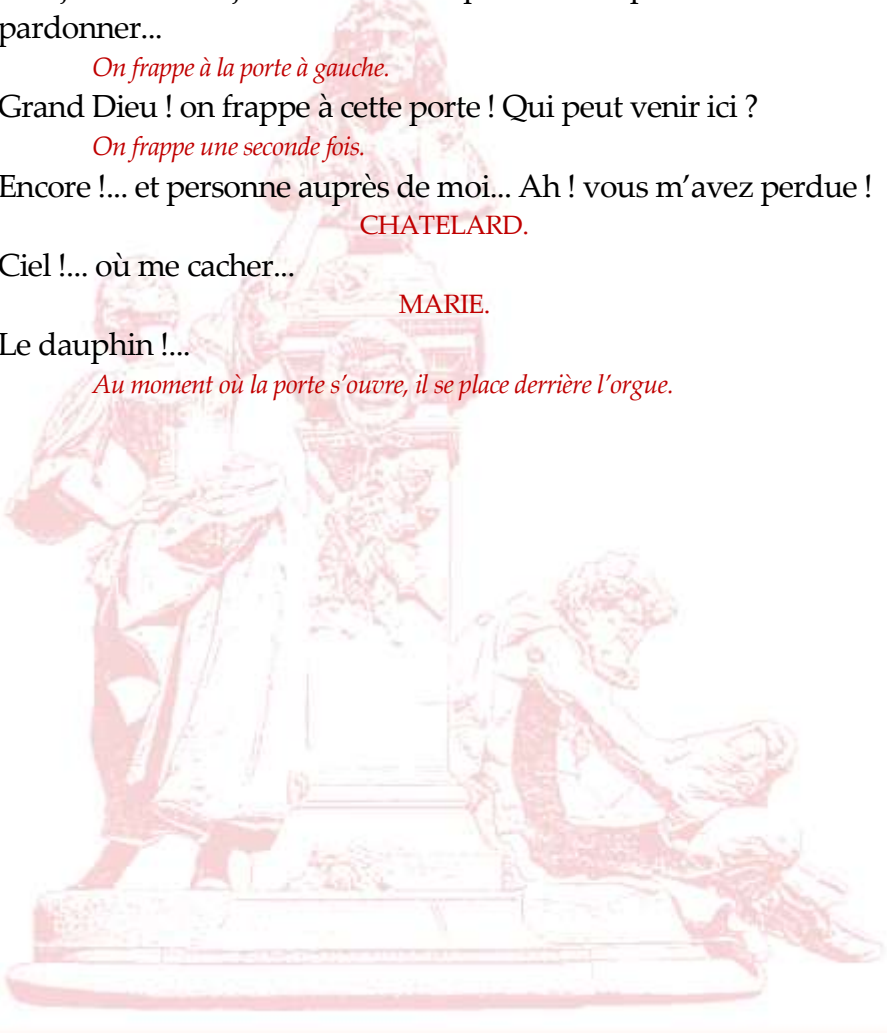 pardonner...
On frappe à la porte à gauche.
Grand Dieu ! on frappe à cette porte ! Qui peut venir ici ?
On frappe une seconde fois.
Encore !... et personne auprès de moi... Ah ! vous m’avez perdue !
CHATELARD.
Ciel !... où me cacher...
MARIE.
Le dauphin !...
Au moment où la porte s’ouvre, il se place derrière l’orgue.